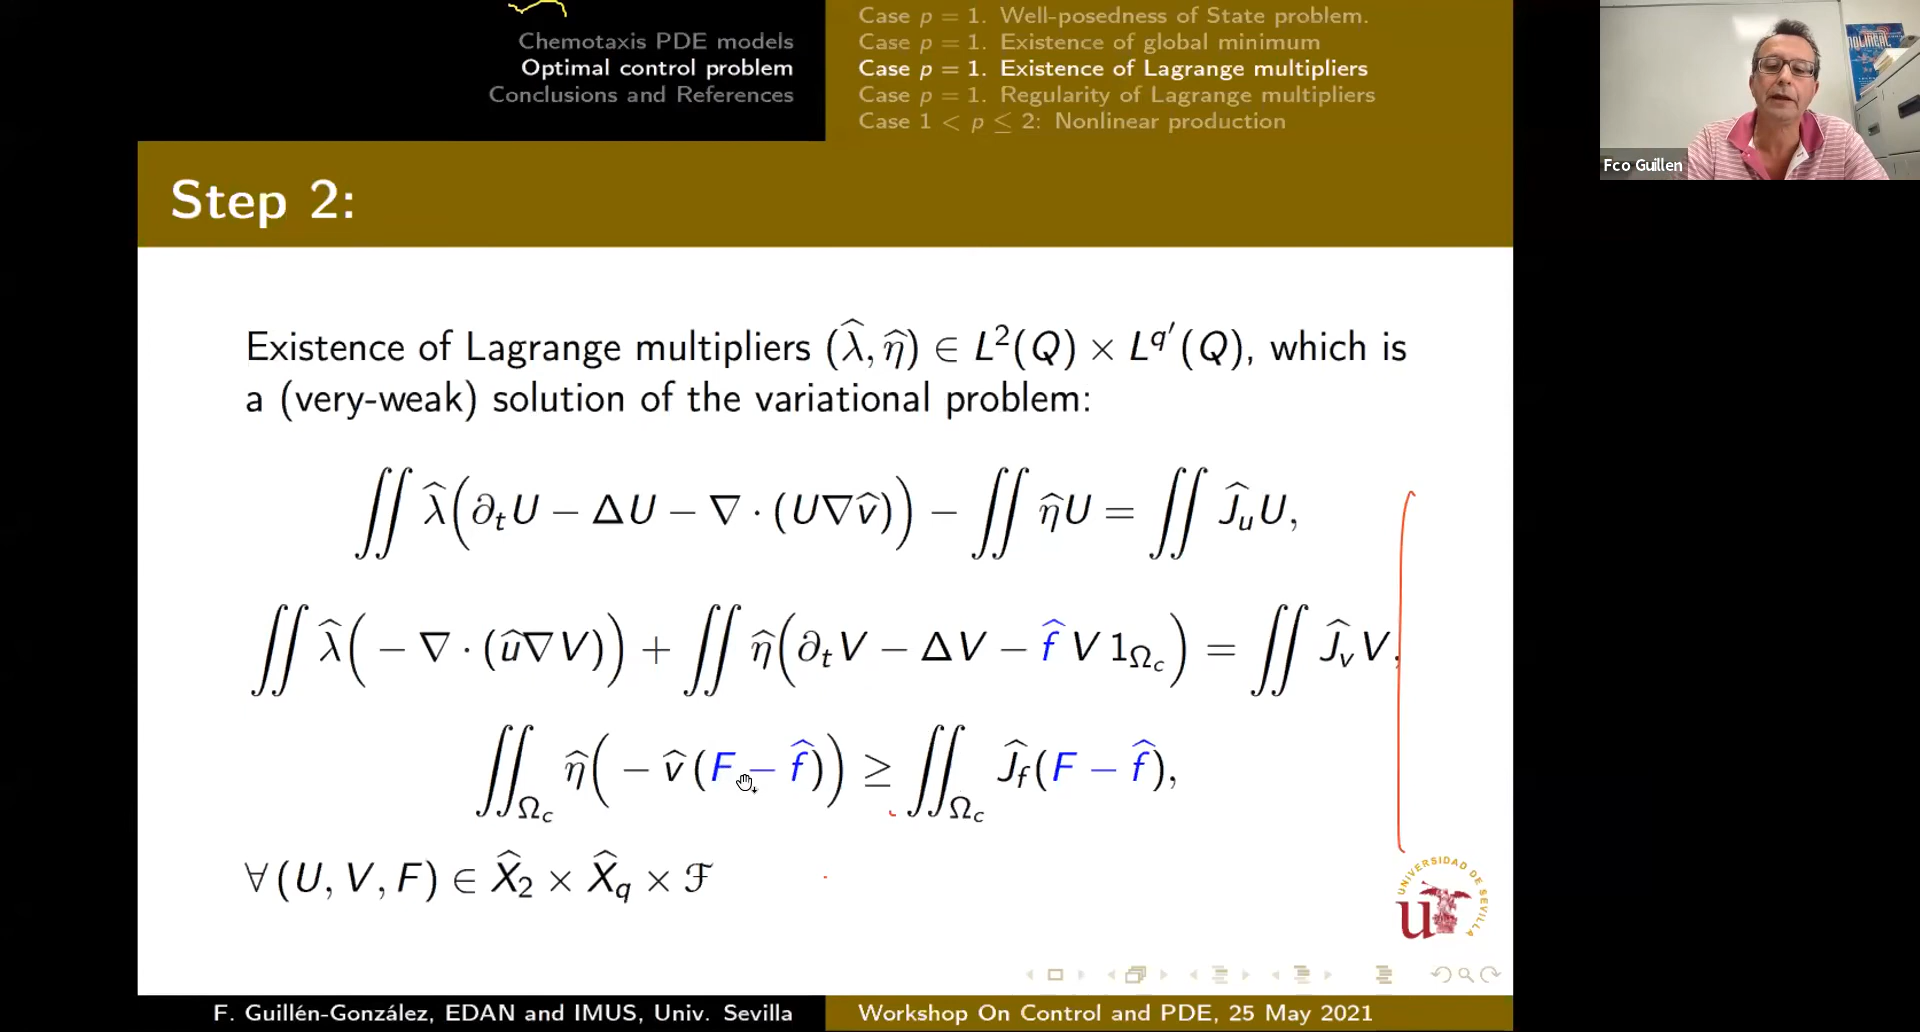 Chemotaxis PDE models
Optimal control problem
Conclusions and References
Case p = 1. Well-posedness of State problem.
Case p = 1. Existence of global minimum
Case p = 1. Existence of Lagrange multipliers
Case p = 1. Regularity of Lagrange multipliers
Case 1 < p ≤ 2: Nonlinear production
Fco Guillen
Step 2:
Existence of Lagrange multipliers (λ̂, η̂) ∈ L²(Q) × L^{q′}(Q), which is
a (very-weak) solution of the variational problem:
∬ λ̂(∂ₜU − ΔU − ∇ · (U∇v̂)) − ∬ η̂U = ∬ Ĵ_u U,
∬ λ̂(− ∇ · (û∇V)) + ∬ η̂(∂ₜV − ΔV − f̂ V 1_{Ω_c}) = ∬ Ĵ_v V,
∬_{Ω_c} η̂(− v̂ (F − f̂)) ≥ ∬_{Ω_c} Ĵ_f (F − f̂),
∀ (U, V, F) ∈ X̂₂ × X̂_q × ℱ
UNIVERSIDAD DE SEVILLA
F. Guillén-González, EDAN and IMUS, Univ. Sevilla
Workshop On Control and PDE, 25 May 2021